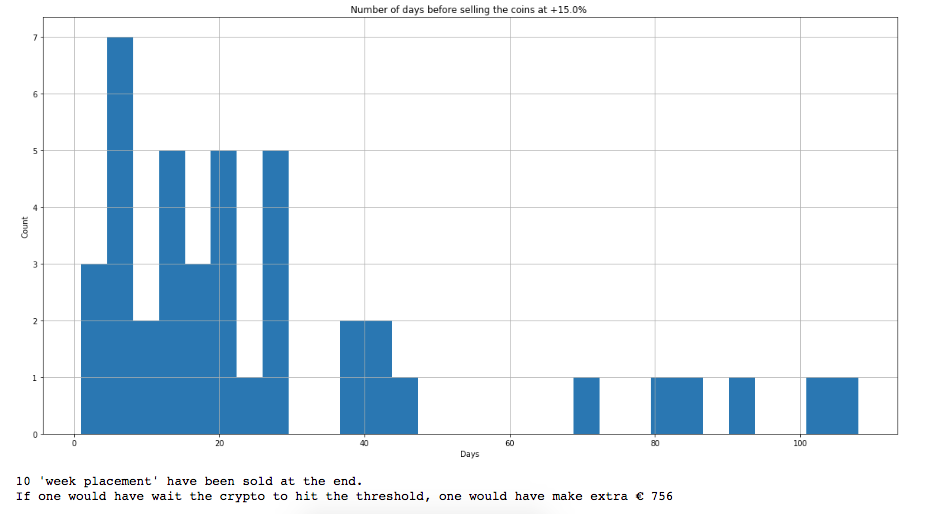 Number of days before selling the coins at +15.0%
7
6
5
4
3
2
1
0
Count
0 20 40 60 80 100
Days
10 'week placement' have been sold at the end.
If one would have wait the crypto to hit the threshold, one would have make extra € 756